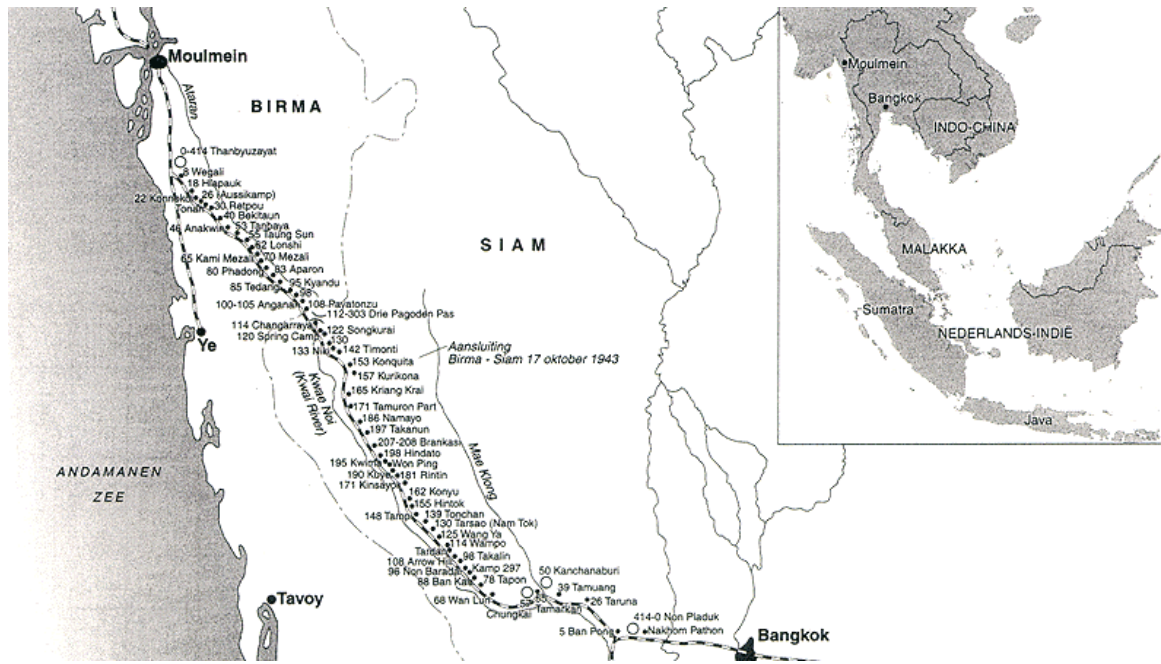 Moulmein
Ataran
BIRMA
0-414 Thanbyuzayat
8 Wegali
18 Hlapauk
26 (Aussikamp)
22 Konnoko
30 Retpou
Tonan
40 Bekitaun
46 Anakwin
53 Tanbaya
55 Taung Sun
62 Lonshi
65 Kami Mezali
70 Mezali
80 Phadong
83 Aparon
85 Tedang
95 Kyandu
98
100-105 Anganan
108-Payatonzu
112-303 Drie Pagoden Pas
114 Changarraya
122 Songkurai
120 Spring Camp
130
133 Niki
142 Timonti
Ye
SIAM
Aansluiting
Birma - Siam 17 oktober 1943
153 Konquita
157 Kurikona
Kwae Noi
(Kwai River)
165 Kriang Krai
171 Tamuron Part
186 Namayo
197 Takanun
207-208 Brankasi
198 Hindato
195 Kwima
Won Ping
190 Kuye
181 Rintin
171 Kinsayok
Mae Klong
162 Konyu
155 Hintok
148 Tampi
139 Tonchan
130 Tarsao (Nam Tok)
125 Wang Ya
114 Wampo
Tardan
98 Takalin
108 Arrow Hill
Kamp 297
96 Non Baradai
88 Ban Kao
78 Tapon
68 Wan Lun
50 Kanchanaburi
57
55
39 Tamuang
Chungkai
Tamarkan
26 Taruna
414-0 Non Pladuk
5 Ban Pong
Nakhom Pathon
Bangkok
ANDAMANEN
ZEE
Tavoy
Moulmein
Bangkok
INDO-CHINA
MALAKKA
Sumatra
NEDERLANDS-INDIË
Java